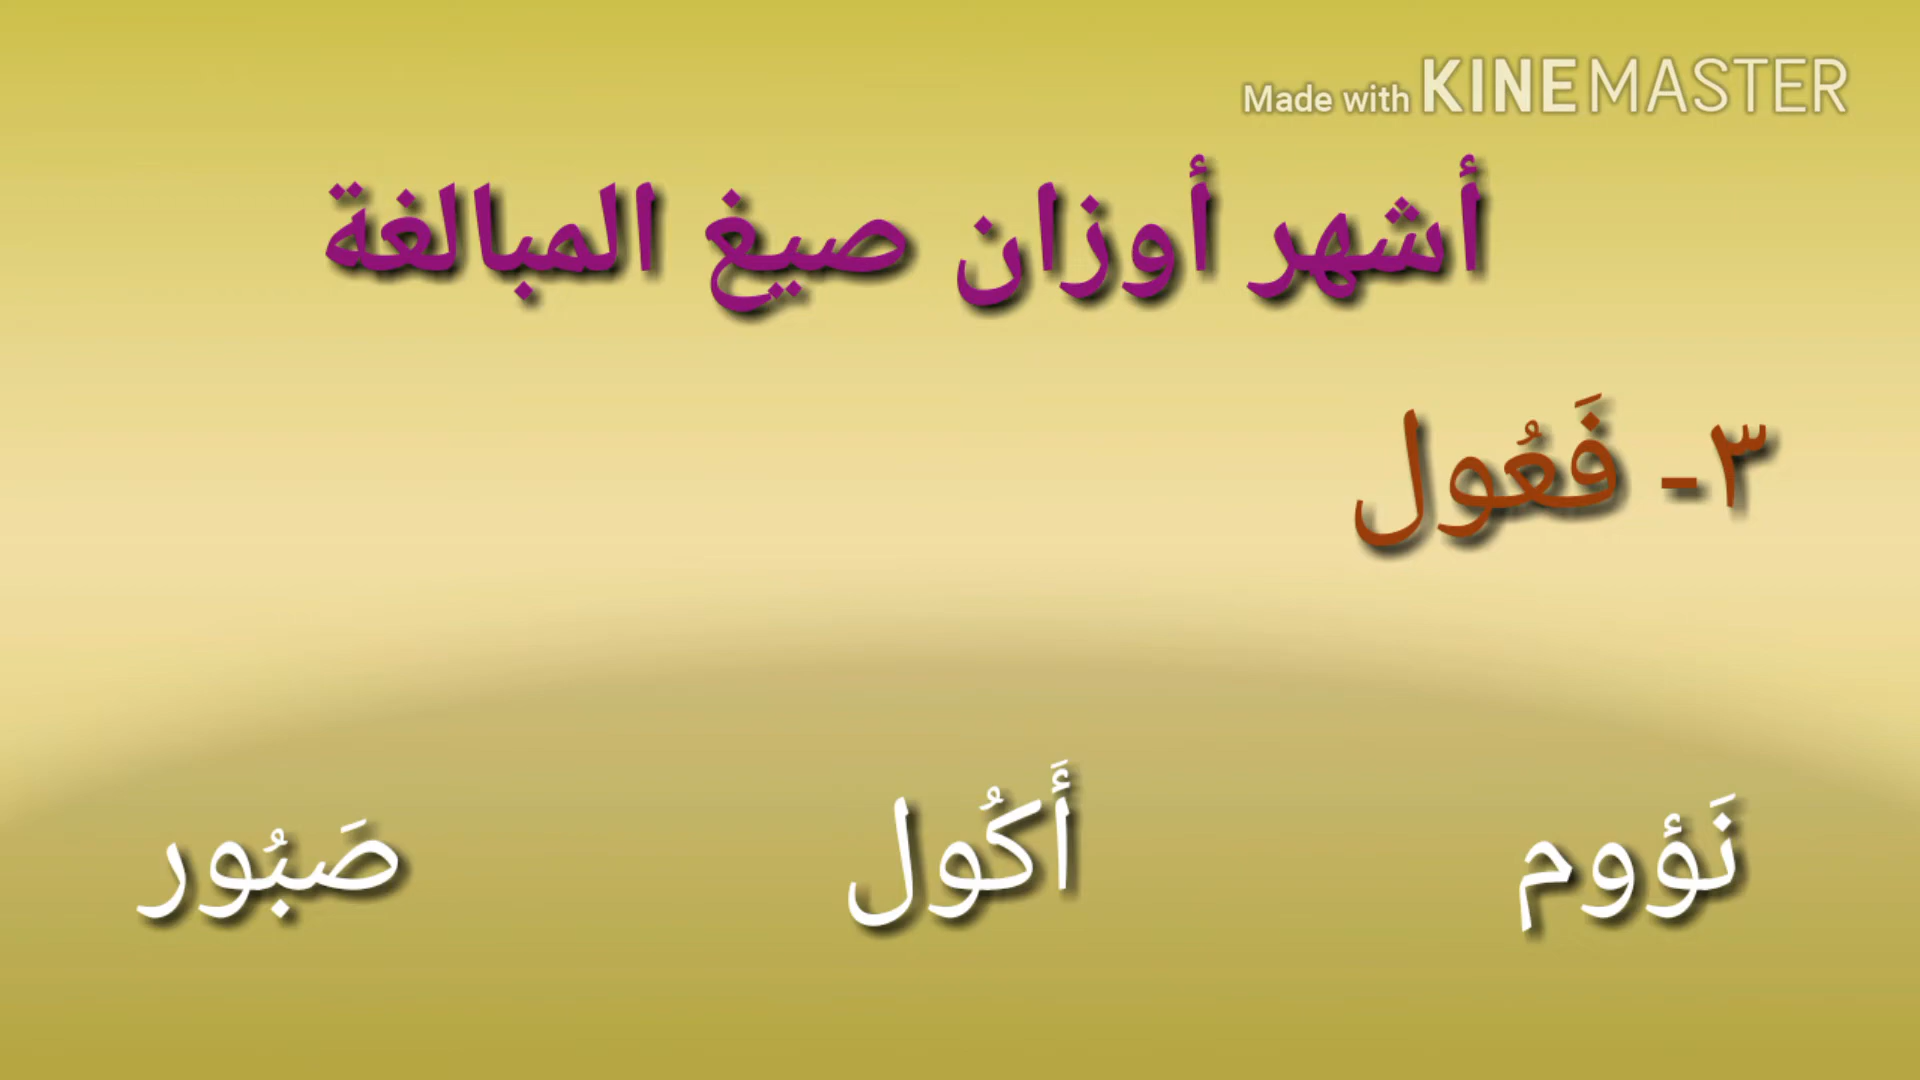 Made with KINEMASTER
أشهر أوزان صيغ المبالغة
٣- فَعُول
نَؤوم أَكُول صَبُور